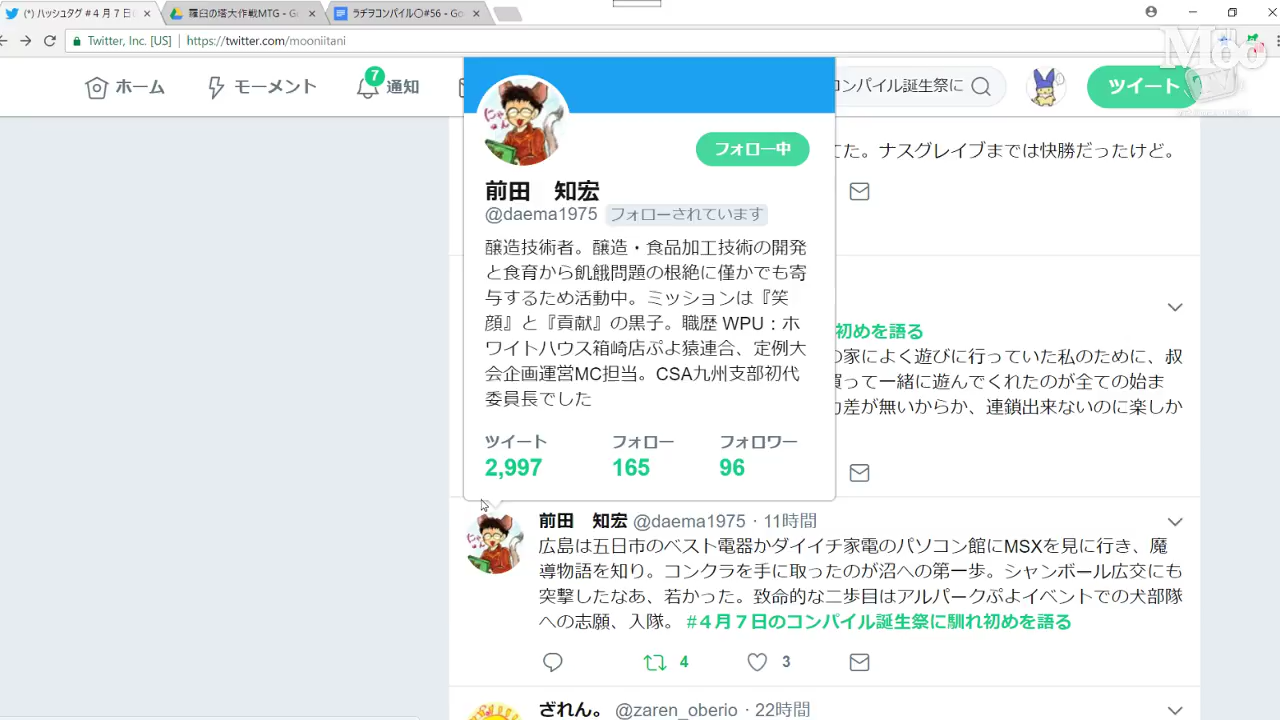 (*) ハッシュタグ # 4 月 7 日(
羅臼の塔大作戦MTG - G
ラヂヲコンパイル〇#56 - Go
Twitter, Inc. [US] | https://twitter.com/mooniitani
Moo
ホーム
モーメント
7
通知
コンパイル誕生祭に
ツイート
にゃん
フォロー中
前田 知宏
@daema1975 フォローされています
醸造技術者。醸造・食品加工技術の開発
と食育から飢餓問題の根絶に僅かでも寄
与するため活動中。ミッションは『笑
顔』と『貢献』の黒子。職歴 WPU：ホ
ワイトハウス箱崎店ぷよ猿連合、定例大
会企画運営MC担当。CSA九州支部初代
委員長でした
ツイート フォロー フォロワー
2,997 165 96
てた。ナスグレイブまでは快勝だったけど。
初めを語る
の家によく遊びに行っていた私のために、叔
買って一緒に遊んでくれたのが全ての始ま
力差が無いからか、連鎖出来ないのに楽しか
前田 知宏 @daema1975 · 11時間
広島は五日市のベスト電器かダイイチ家電のパソコン館にMSXを見に行き、魔
導物語を知り。コンクラを手に取ったのが沼への第一歩。シャンボール広交にも
突撃したなあ、若かった。致命的な二歩目はアルパークぷよイベントでの犬部隊
への志願、入隊。 #４月７日のコンパイル誕生祭に馴れ初めを語る
4 3
ざれん。 @zaren_oberio · 22時間